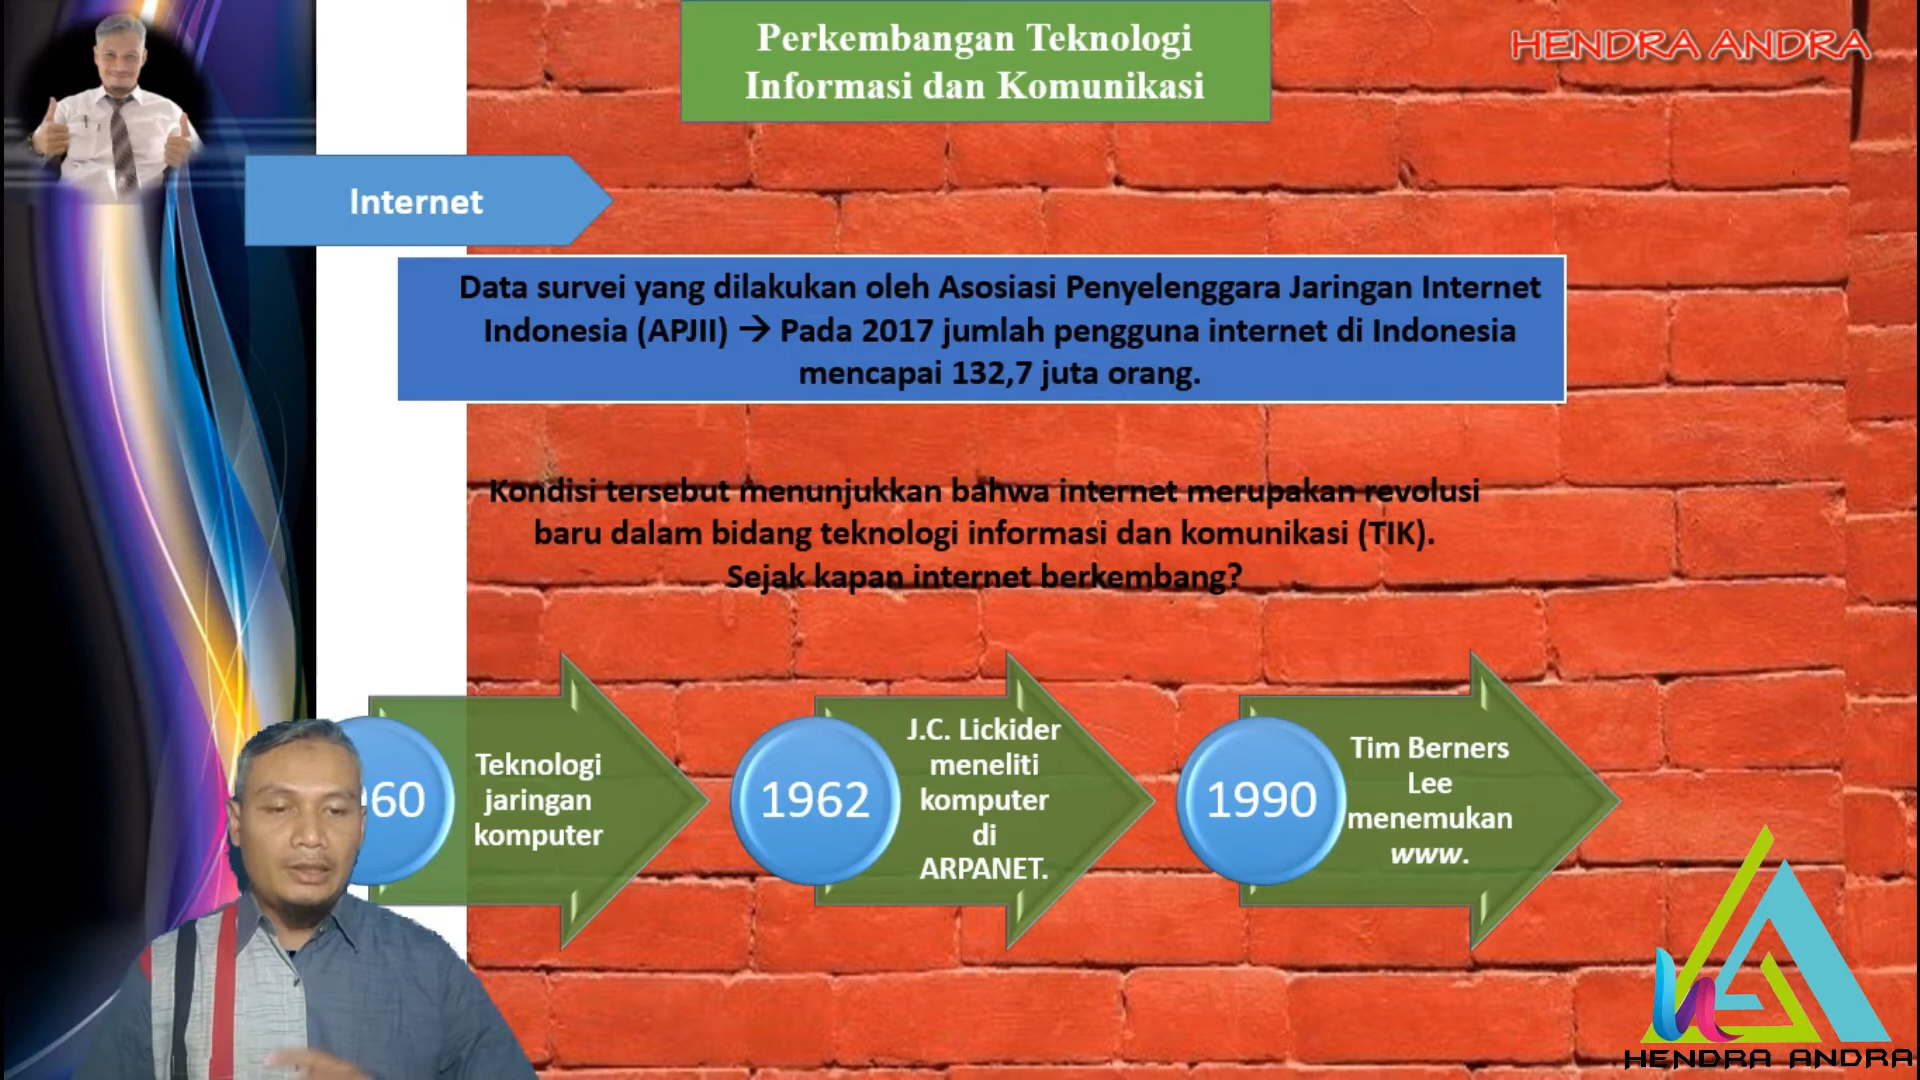 Perkembangan Teknologi
Informasi dan Komunikasi
HENDRA ANDRA
Internet
Data survei yang dilakukan oleh Asosiasi Penyelenggara Jaringan Internet
Indonesia (APJII) → Pada 2017 jumlah pengguna internet di Indonesia
mencapai 132,7 juta orang.
Kondisi tersebut menunjukkan bahwa internet merupakan revolusi
baru dalam bidang teknologi informasi dan komunikasi (TIK).
Sejak kapan internet berkembang?
60
Teknologi
jaringan
komputer
1962
J.C. Lickider
meneliti
komputer
di
ARPANET.
1990
Tim Berners
Lee
menemukan
www.
HENDRA ANDRA